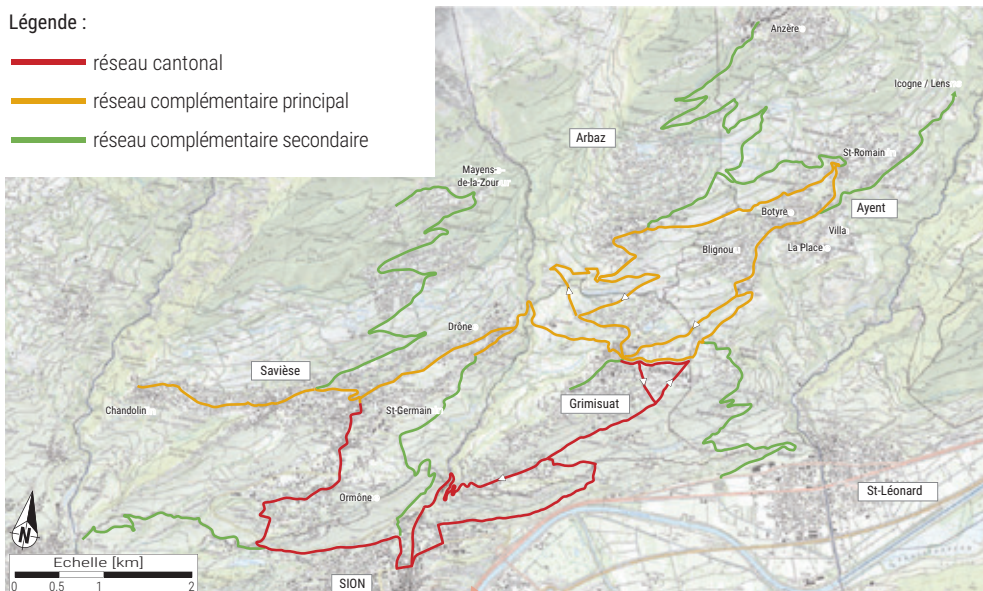 Légende :
réseau cantonal
réseau complémentaire principal
réseau complémentaire secondaire
Anzère
Icogne / Lens
Arbaz
St-Romain
Mayens-
de-la-Zour
Botyre
Ayent
Villa
Blignou
La Place
Drône
Savièse
Chandolin
St-Germain
Grimisuat
Ormône
St-Léonard
N
Echelle [km]
0 0.5 1 2
SION